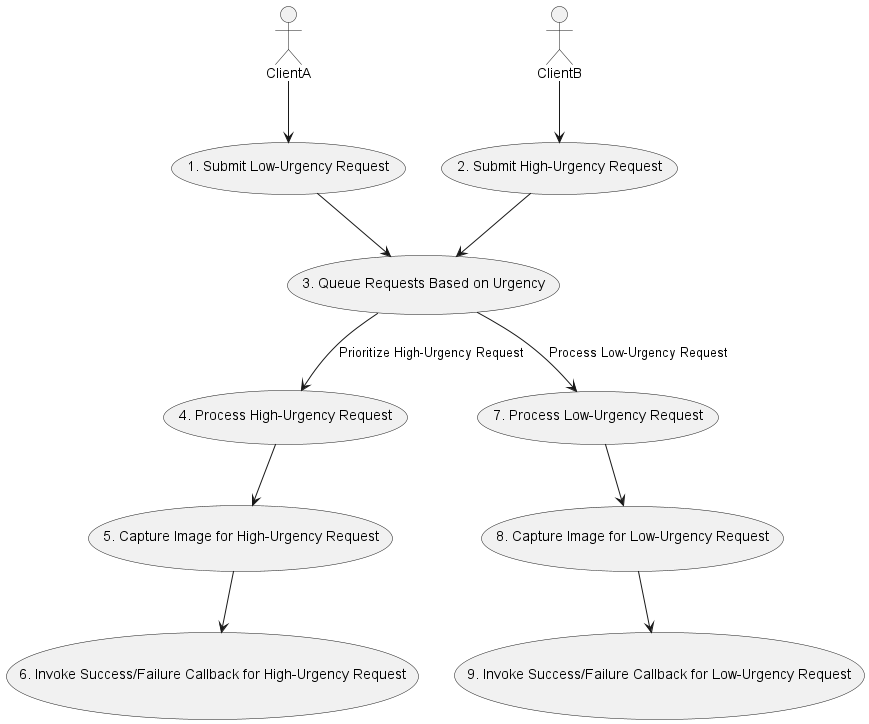 ClientA
ClientB
1. Submit Low-Urgency Request
2. Submit High-Urgency Request
3. Queue Requests Based on Urgency
Prioritize High-Urgency Request
Process Low-Urgency Request
4. Process High-Urgency Request
7. Process Low-Urgency Request
5. Capture Image for High-Urgency Request
8. Capture Image for Low-Urgency Request
6. Invoke Success/Failure Callback for High-Urgency Request
9. Invoke Success/Failure Callback for Low-Urgency Request